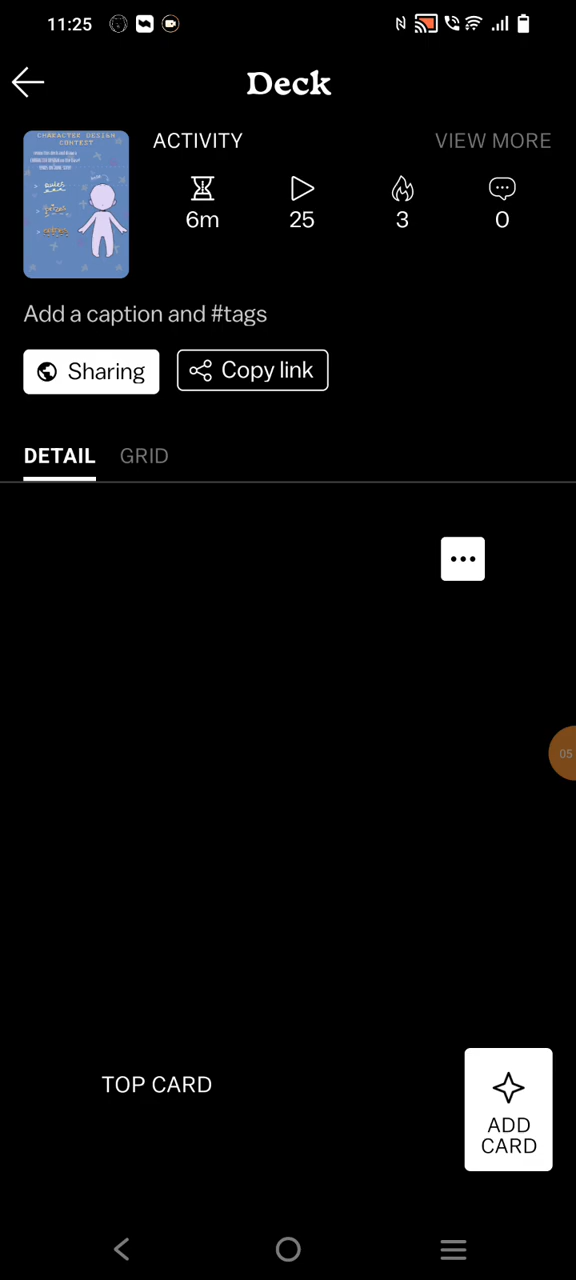 11:25
Deck
CHARACTER DESIGN
CONTEST
ACTIVITY
VIEW MORE
6m
25
3
0
Add a caption and #tags
Sharing
Copy link
DETAIL
GRID
05
TOP CARD
ADD
CARD